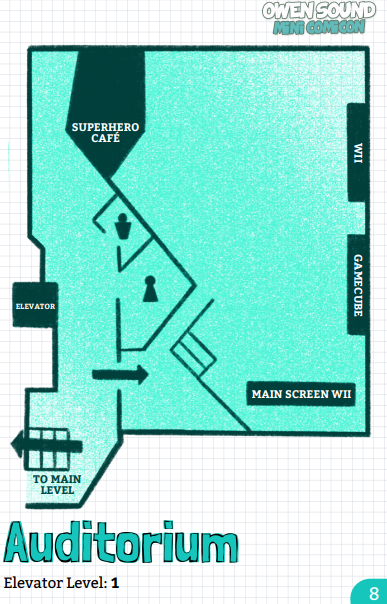 OWEN SOUND
MINI COMICON
SUPERHERO
CAFÉ
WII
ELEVATOR
GAMECUBE
MAIN SCREEN WII
TO MAIN
LEVEL
Auditorium
Elevator Level: 1
8